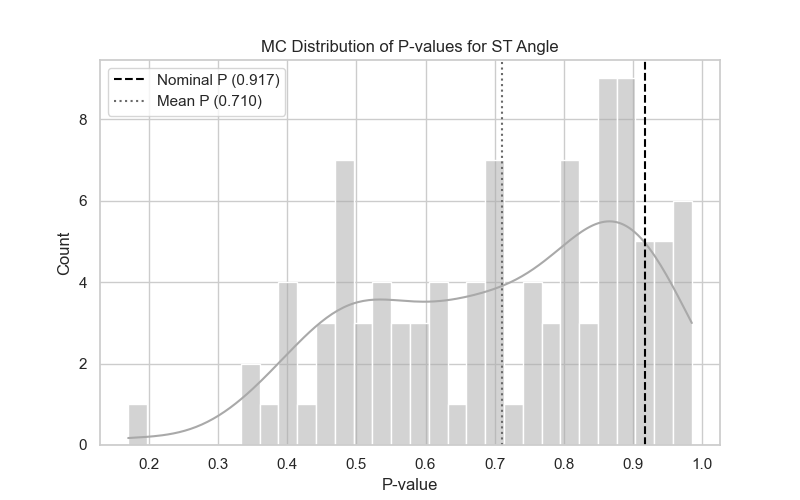 MC Distribution of P-values for ST Angle
Nominal P (0.917)
Mean P (0.710)
8
6
4
2
0
Count
0.2 0.3 0.4 0.5 0.6 0.7 0.8 0.9 1.0
P-value